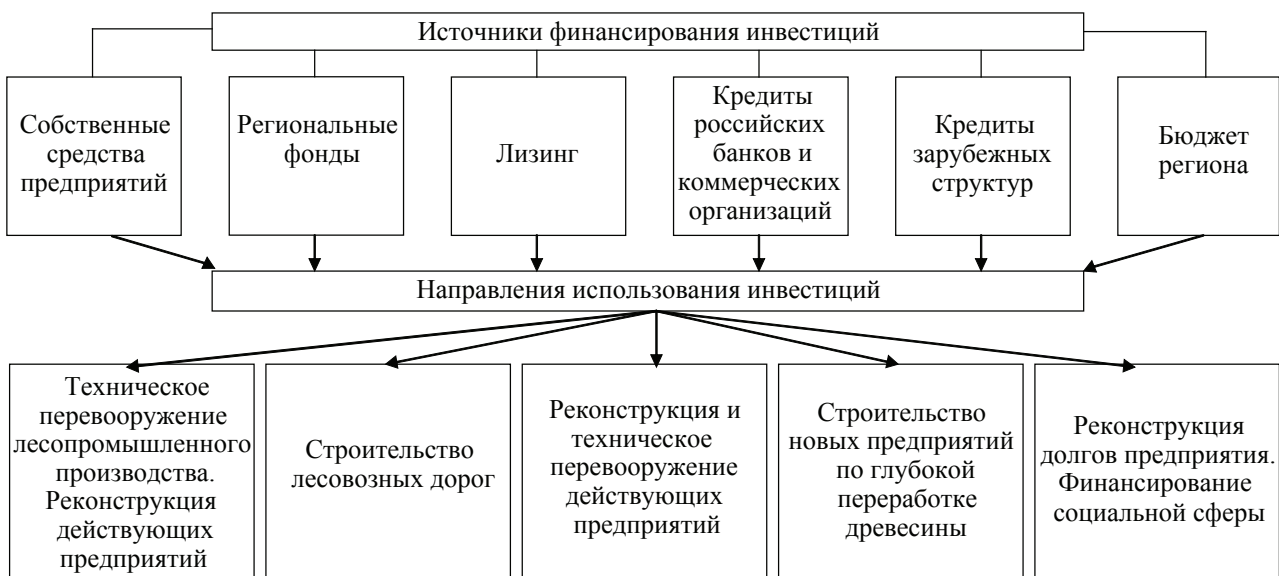 Источники финансирования инвестиций
Собственные
средства
предприятий
Региональные
фонды
Лизинг
Кредиты
российских
банков и
коммерческих
организаций
Кредиты
зарубежных
структур
Бюджет
региона
Направления использования инвестиций
Техническое
перевооружение
лесопромышленного
производства.
Реконструкция
действующих
предприятий
Строительство
лесовозных дорог
Реконструкция и
техническое
перевооружение
действующих
предприятий
Строительство
новых предприятий
по глубокой
переработке
древесины
Реконструкция
долгов предприятия.
Финансирование
социальной сферы